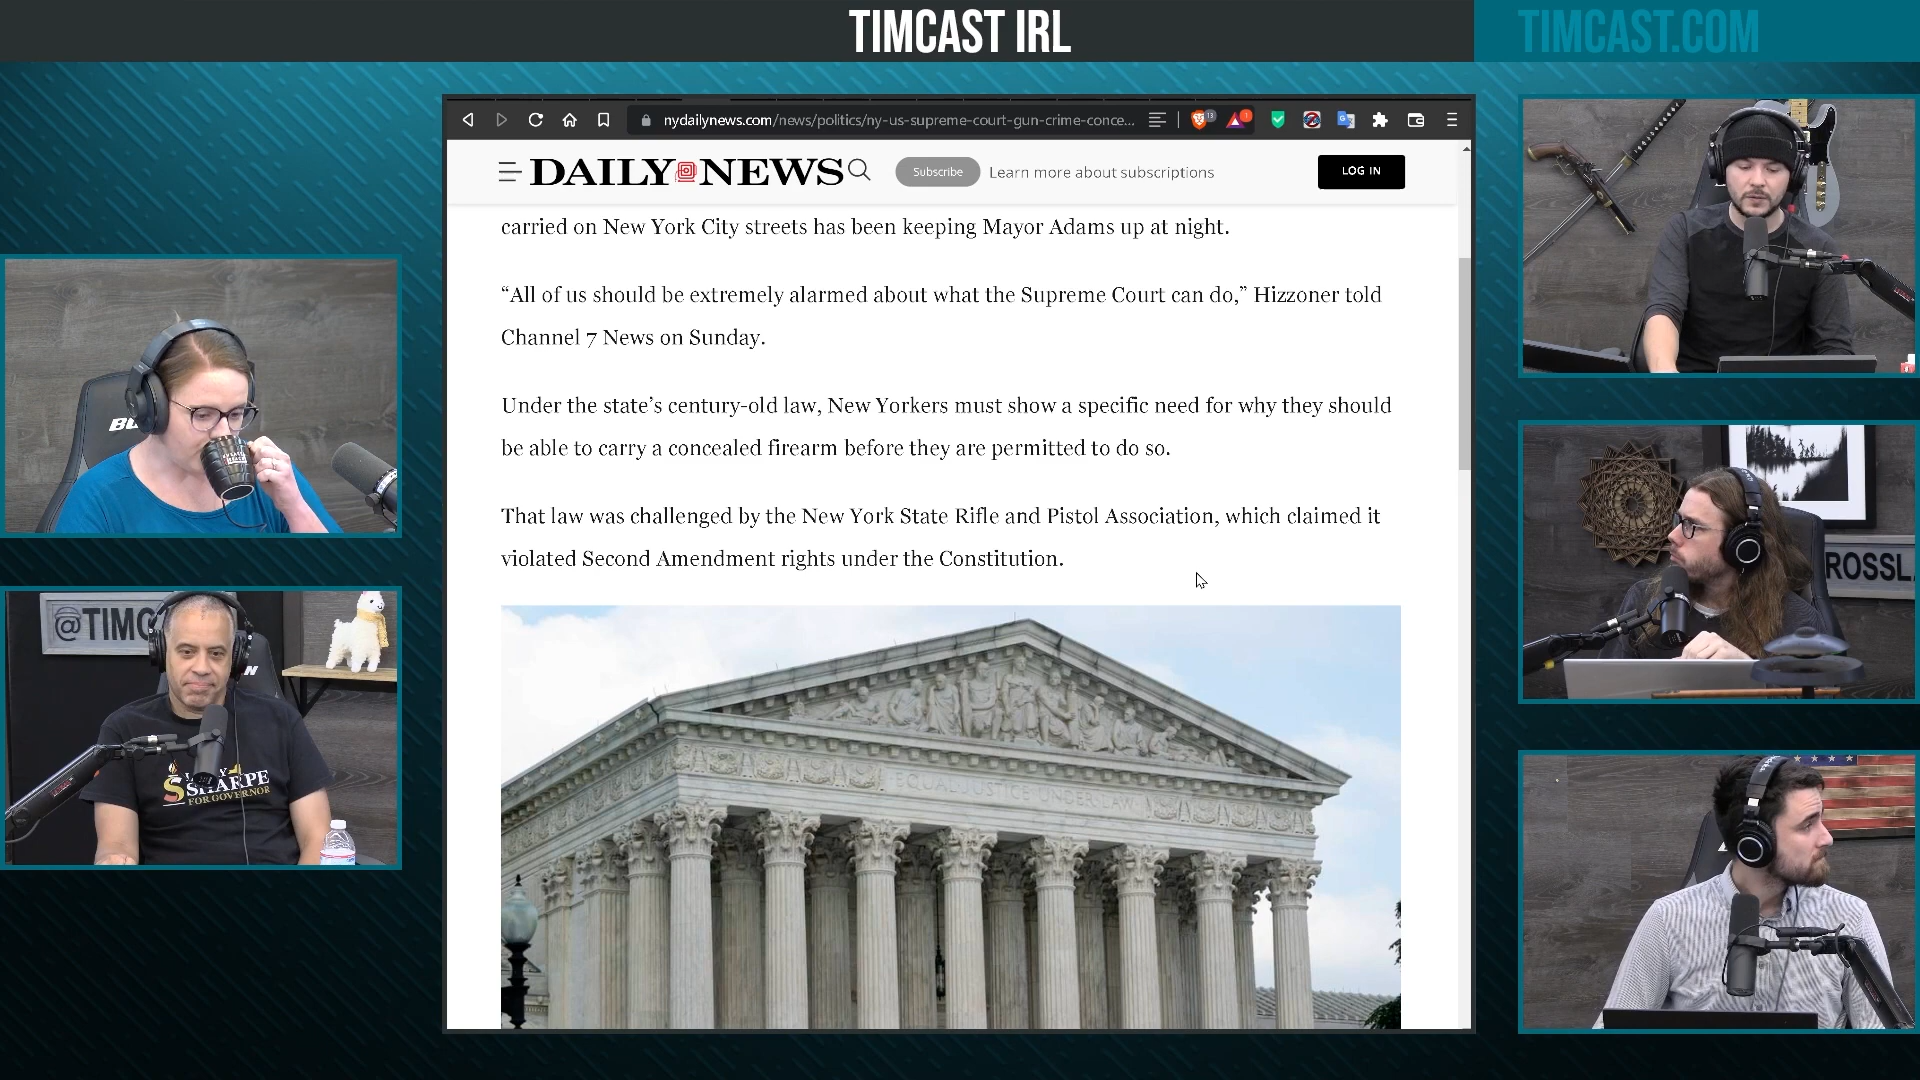 TIMCAST IRL
TIMCAST.COM
nydailynews.com/news/politics/ny-us-supreme-court-gun-crime-conce...
DAILY NEWS
Subscribe
Learn more about subscriptions
LOG IN
carried on New York City streets has been keeping Mayor Adams up at night.
“All of us should be extremely alarmed about what the Supreme Court can do,” Hizzoner told
Channel 7 News on Sunday.
Under the state’s century-old law, New Yorkers must show a specific need for why they should
be able to carry a concealed firearm before they are permitted to do so.
That law was challenged by the New York State Rifle and Pistol Association, which claimed it
violated Second Amendment rights under the Constitution.
@TIMC
SHARPE
FOR GOVERNOR
ROSSL